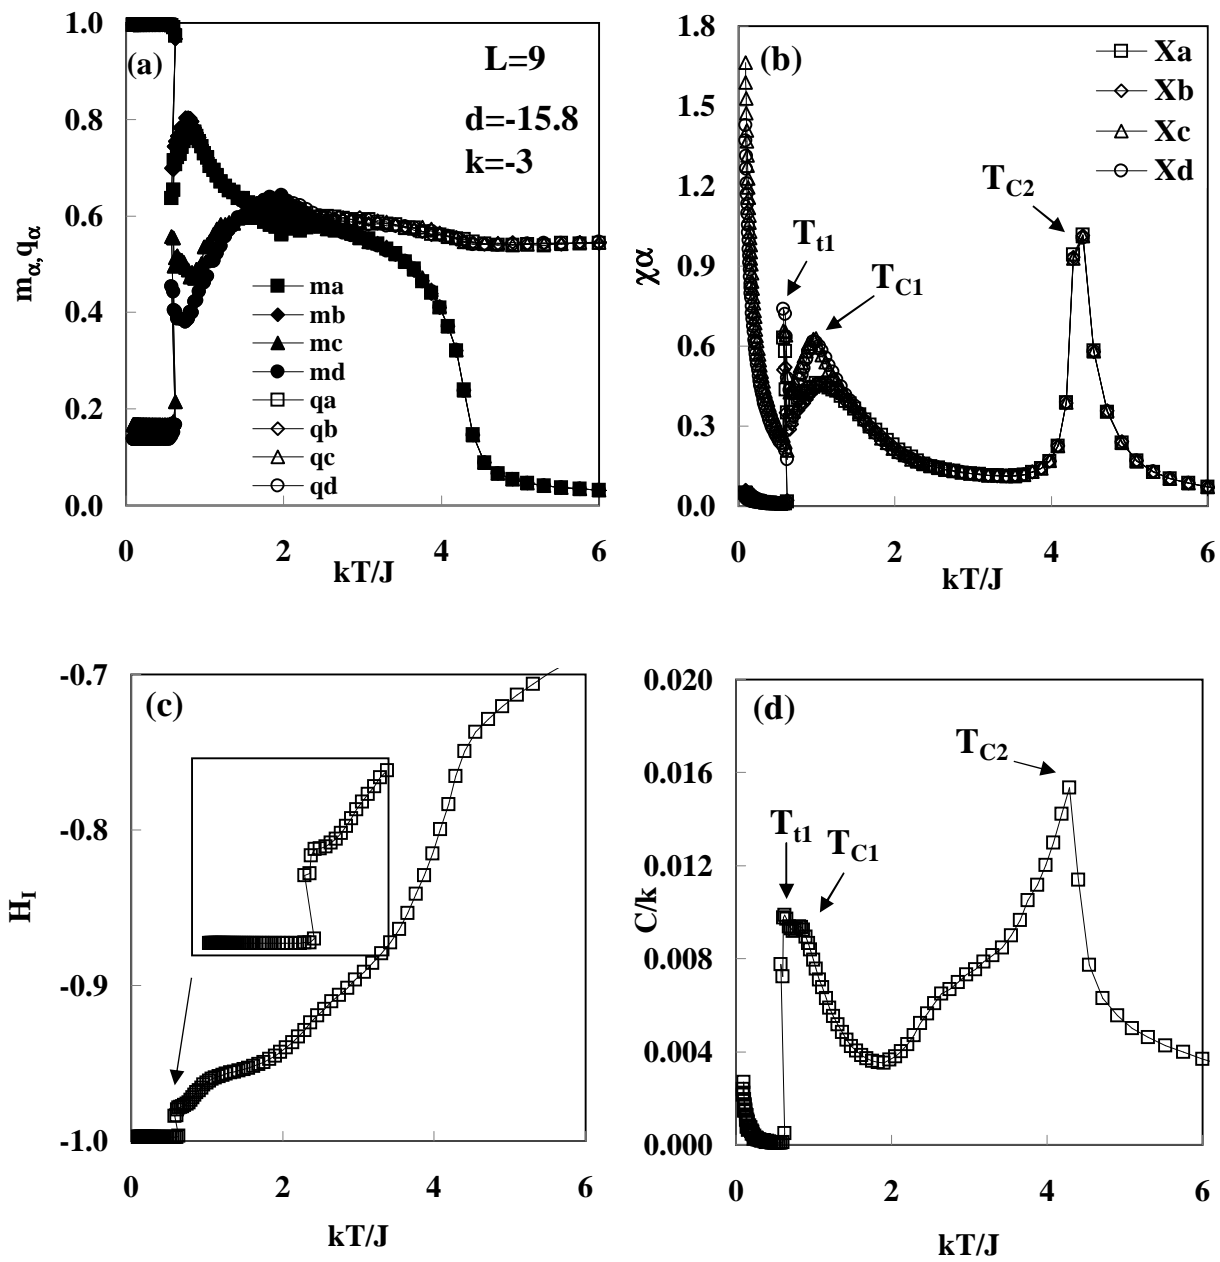 1.0
0.8
0.6
0.4
0.2
0.0
mα,qα
(a)
L=9
d=-15.8
k=-3
ma
mb
mc
md
qa
qb
qc
qd
0 2 4 6
kT/J
1.8
1.5
1.2
0.9
0.6
0.3
0.0
χα
(b)
Xa
Xb
Xc
Xd
Tt1
TC1
TC2
0 2 4 6
kT/J
-0.7
-0.8
-0.9
-1.0
HI
(c)
0 2 4 6
kT/J
0.020
0.016
0.012
0.008
0.004
0.000
C/k
(d)
TC2
Tt1
TC1
0 2 4 6
kT/J